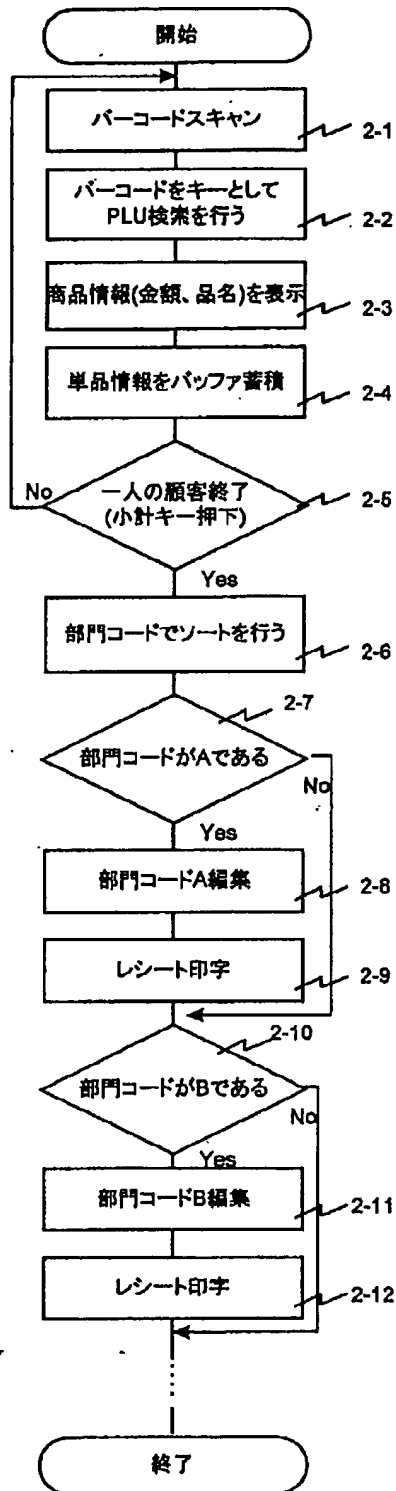 開始
バーコードスキャン
2-1
バーコードをキーとして
PLU検索を行う
2-2
商品情報(金額、品名)を表示
2-3
単品情報をバッファ蓄積
2-4
No
一人の顧客終了
(小計キー押下)
2-5
Yes
部門コードでソートを行う
2-6
2-7
部門コードがAである
No
Yes
部門コードA編集
2-8
レシート印字
2-9
2-10
部門コードがBである
No
Yes
部門コードB編集
2-11
レシート印字
2-12
終了